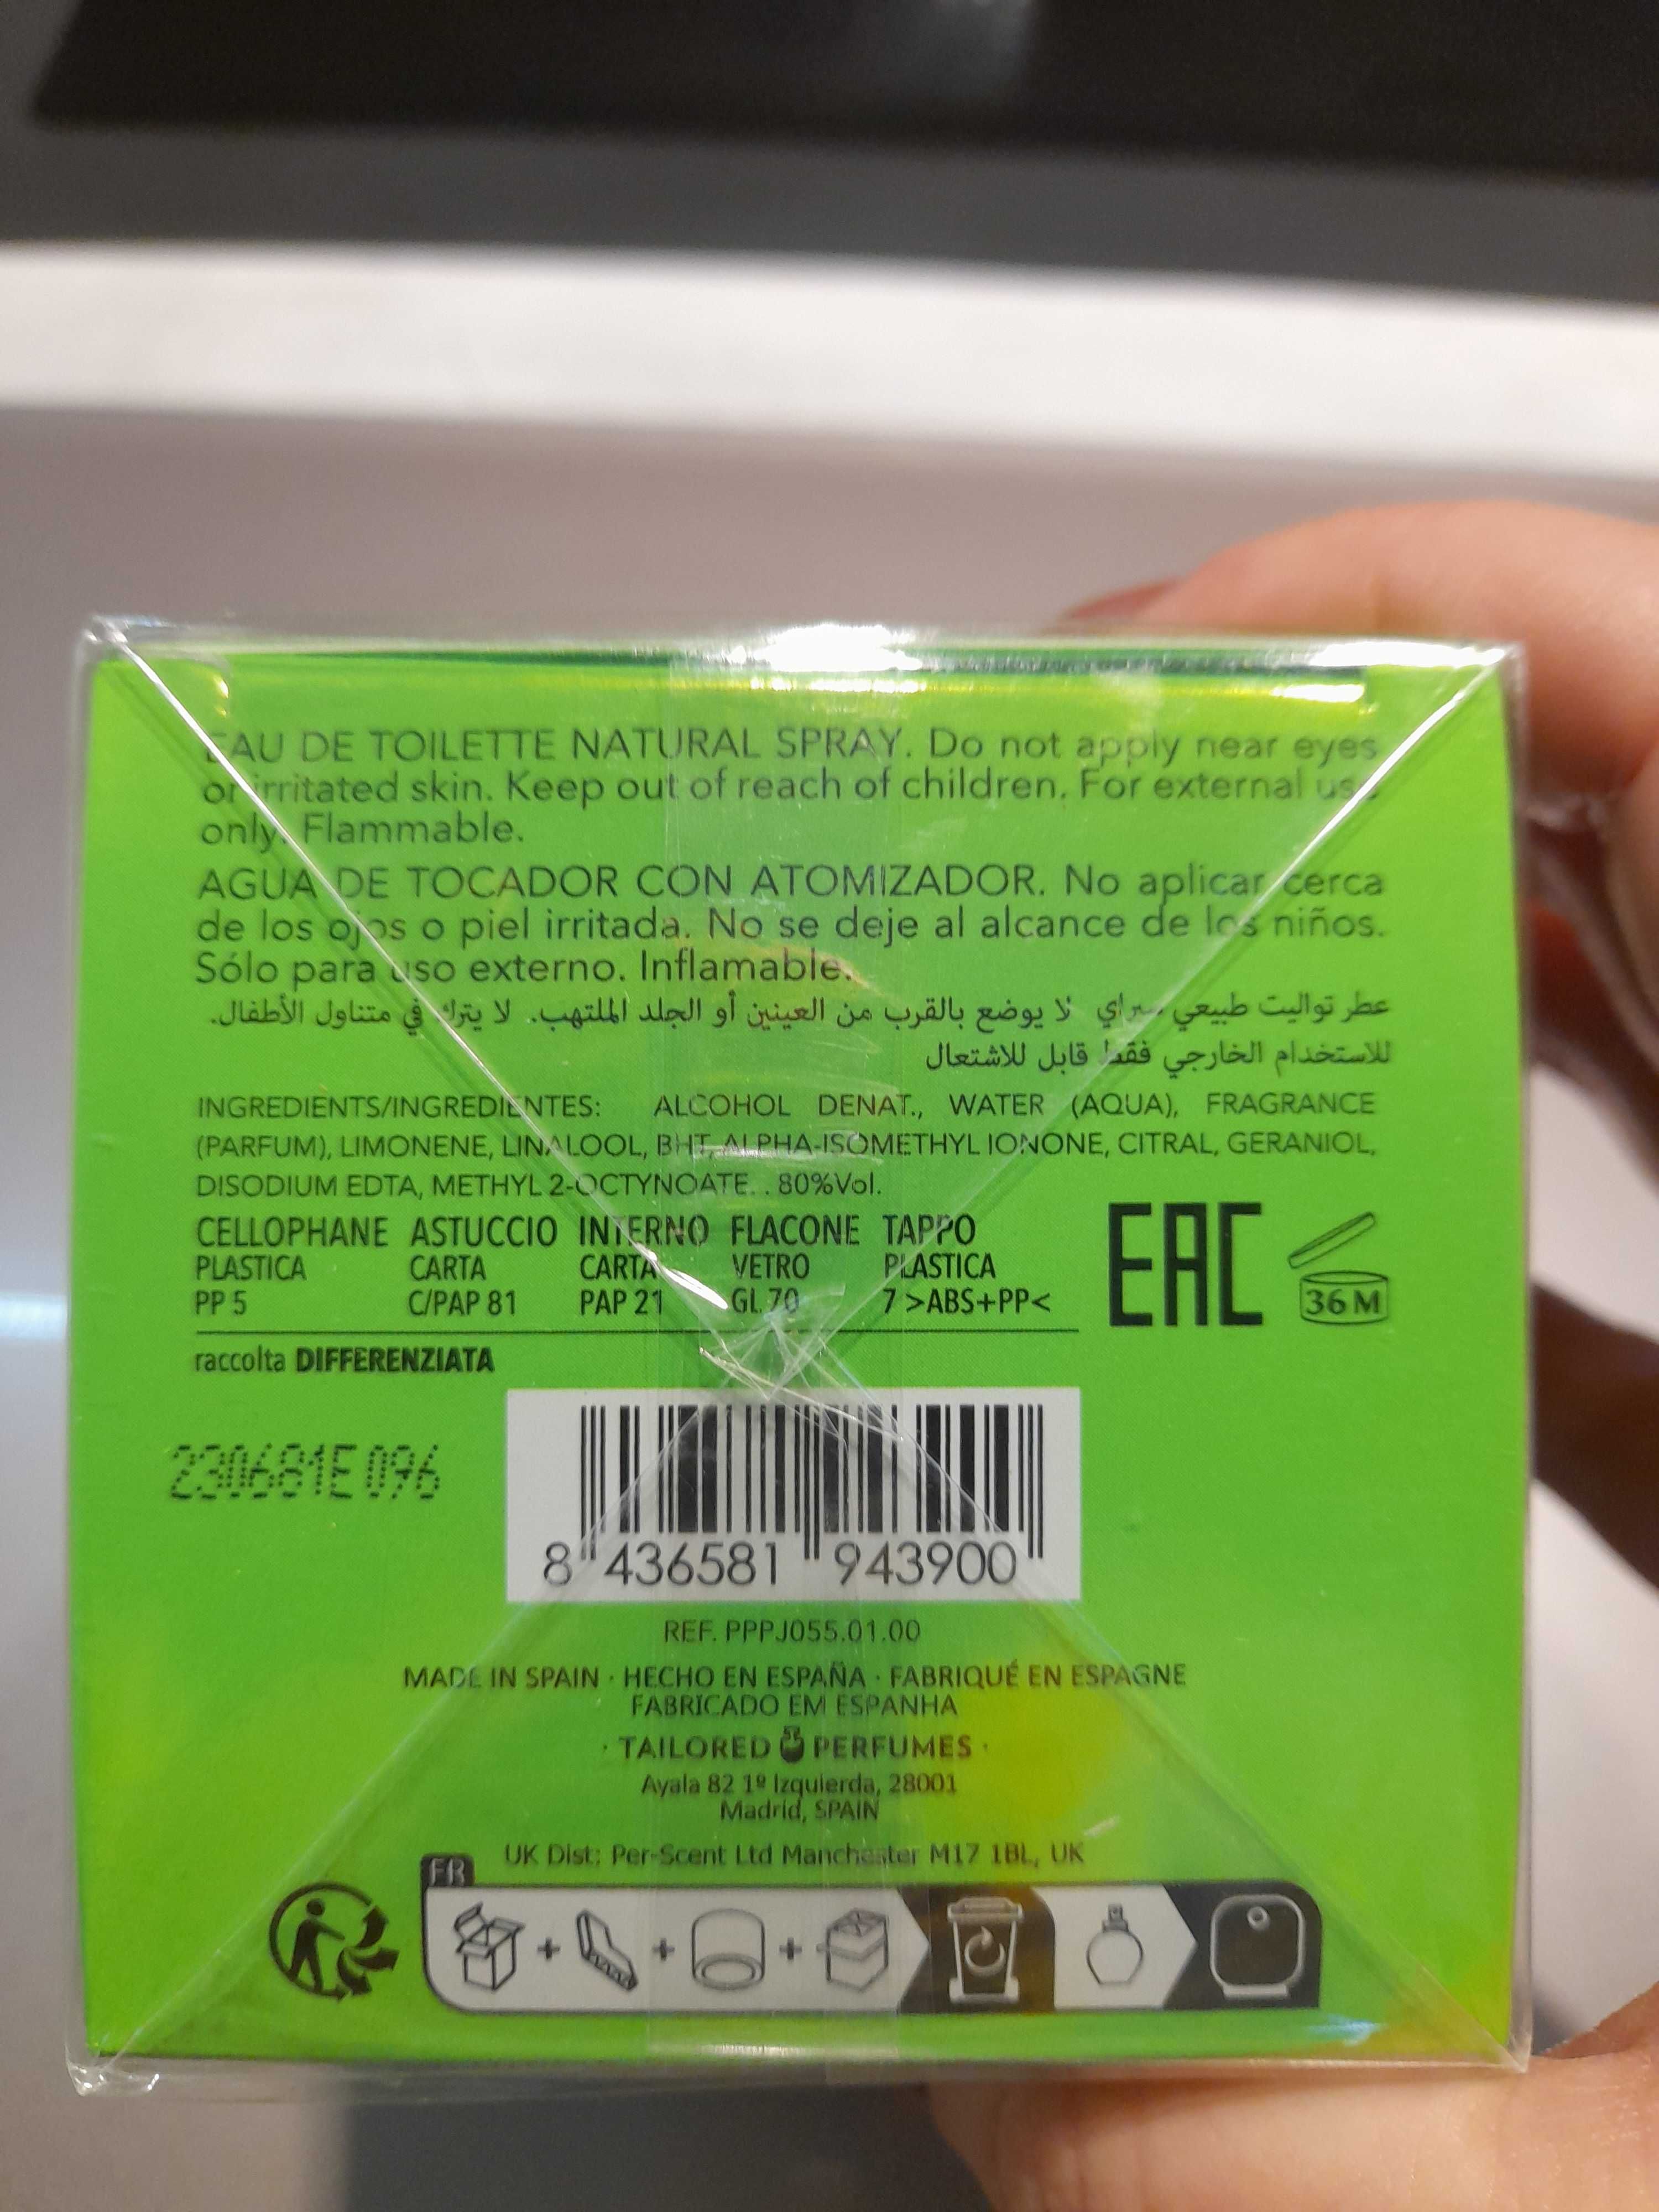 EAU DE TOILETTE NATURAL SPRAY. Do not apply near eyes
or irritated skin. Keep out of reach of children. For external use
only. Flammable.
AGUA DE TOCADOR CON ATOMIZADOR. No aplicar cerca
de los ojos o piel irritada. No se deje al alcance de los niños.
Sólo para uso externo. Inflamable.
عطر تواليت طبيعي سبراي لا يوضع بالقرب من العينين أو الجلد الملتهب. لا يترك في متناول الأطفال.
للاستخدام الخارجي فقط قابل للاشتعال
INGREDIENTS/INGREDIENTES: ALCOHOL DENAT., WATER (AQUA), FRAGRANCE
(PARFUM), LIMONENE, LINALOOL, BHT, ALPHA-ISOMETHYL IONONE, CITRAL, GERANIOL,
DISODIUM EDTA, METHYL 2-OCTYNOATE. . 80%Vol.
CELLOPHANE ASTUCCIO INTERNO FLACONE TAPPO
PLASTICA CARTA CARTA VETRO PLASTICA
PP 5 C/PAP 81 PAP 21 GL 70 7 >ABS+PP<
EAC
36 M
raccolta DIFFERENZIATA
230681E096
8 436581 943900
REF. PPPJ055.01.00
MADE IN SPAIN · HECHO EN ESPAÑA · FABRIQUÉ EN ESPAGNE
FABRICADO EM ESPANHA
· TAILORED PERFUMES ·
Ayala 82 1º Izquierda, 28001
Madrid, SPAIN
UK Dist: Per-Scent Ltd Manchester M17 1BL, UK
FR